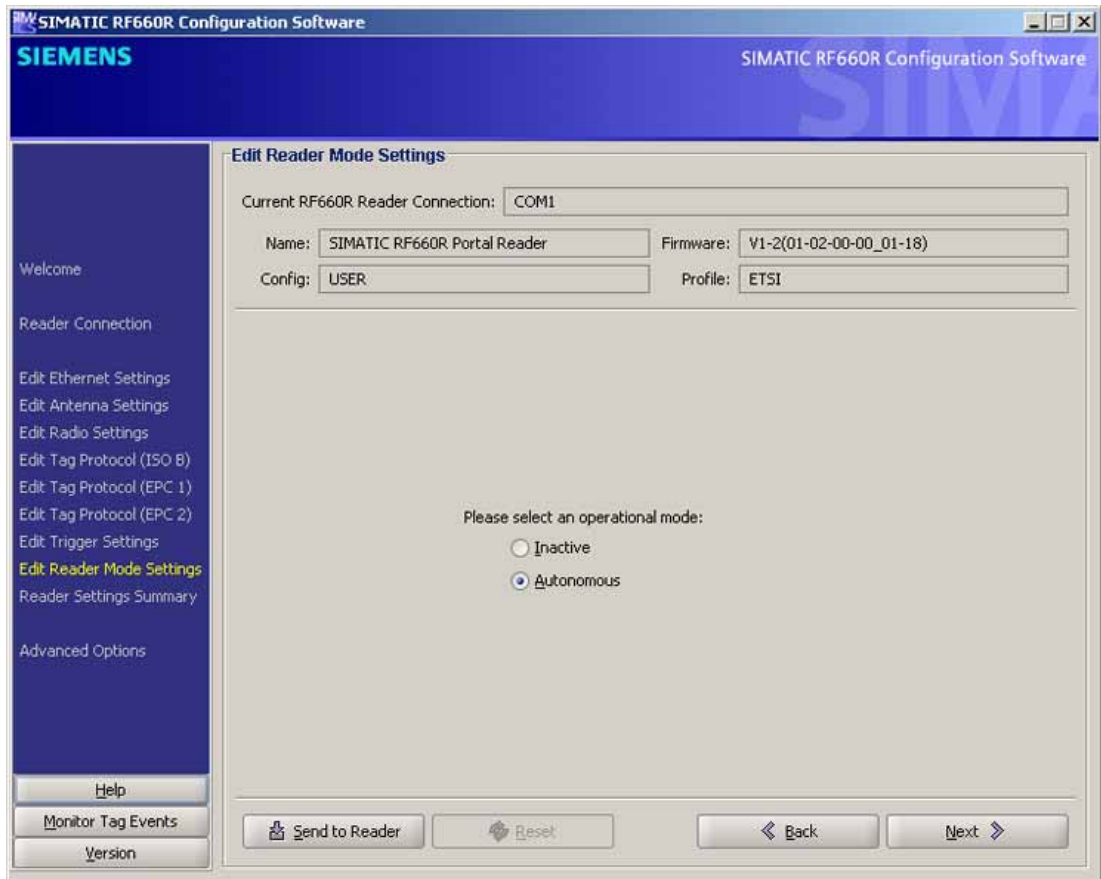 SIMATIC RF660R Configuration Software
SIEMENS
SIMATIC RF660R Configuration Software
SIMA
Welcome
Reader Connection
Edit Ethernet Settings
Edit Antenna Settings
Edit Radio Settings
Edit Tag Protocol (ISO B)
Edit Tag Protocol (EPC 1)
Edit Tag Protocol (EPC 2)
Edit Trigger Settings
Edit Reader Mode Settings
Reader Settings Summary
Advanced Options
Help
Monitor Tag Events
Version
Edit Reader Mode Settings
Current RF660R Reader Connection: COM1
Name: SIMATIC RF660R Portal Reader Firmware: V1-2(01-02-00-00_01-18)
Config: USER Profile: ETSI
Please select an operational mode:
Inactive
Autonomous
Send to Reader Reset Back Next